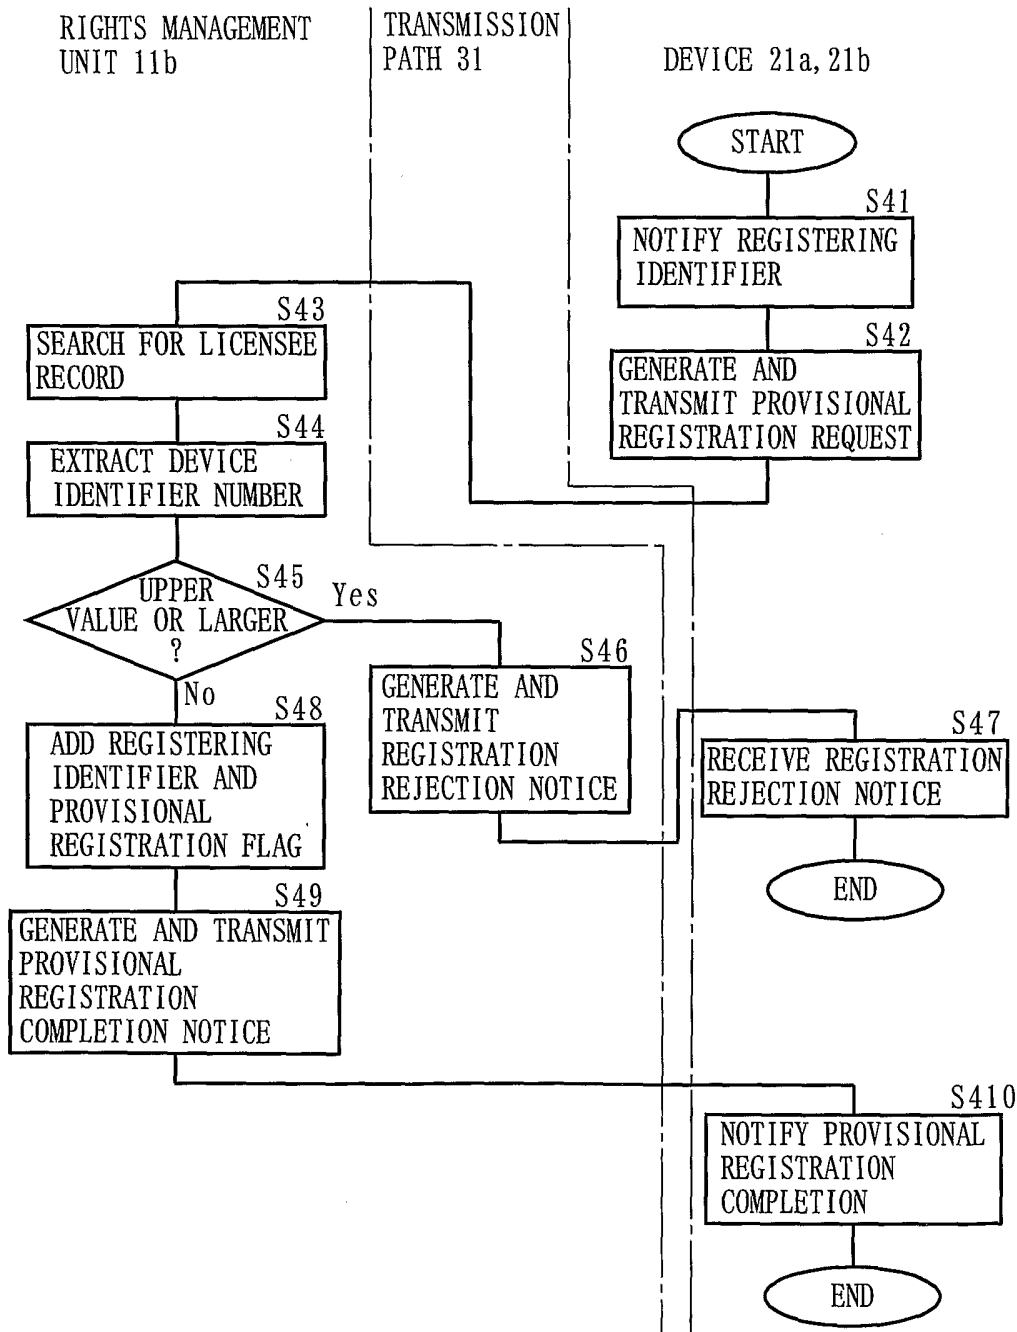 RIGHTS MANAGEMENT
UNIT 11b
TRANSMISSION
PATH 31
DEVICE 21a, 21b
START
S41
NOTIFY REGISTERING
IDENTIFIER
S42
GENERATE AND
TRANSMIT PROVISIONAL
REGISTRATION REQUEST
S43
SEARCH FOR LICENSEE
RECORD
S44
EXTRACT DEVICE
IDENTIFIER NUMBER
S45
UPPER
VALUE OR LARGER
?
Yes
No
S46
GENERATE AND
TRANSMIT
REGISTRATION
REJECTION NOTICE
S47
RECEIVE REGISTRATION
REJECTION NOTICE
END
S48
ADD REGISTERING
IDENTIFIER AND
PROVISIONAL
REGISTRATION FLAG
S49
GENERATE AND TRANSMIT
PROVISIONAL
REGISTRATION
COMPLETION NOTICE
S410
NOTIFY PROVISIONAL
REGISTRATION
COMPLETION
END